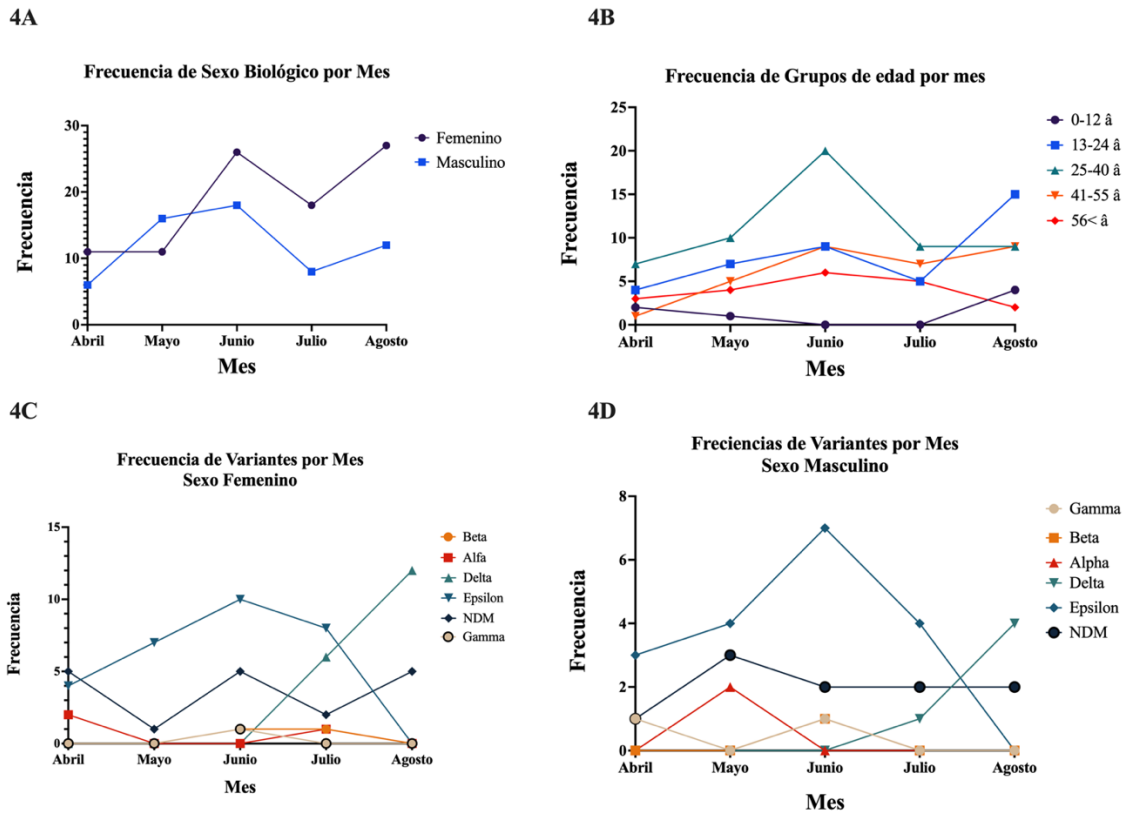 4A
Frecuencia de Sexo Biológico por Mes
Frecuencia
30
20
10
0
Abril Mayo Junio Julio Agosto
Mes
Femenino
Masculino
4B
Frecuencia de Grupos de edad por mes
Frecuencia
25
20
15
10
5
0
Abril Mayo Junio Julio Agosto
Mes
0-12 â
13-24 â
25-40 â
41-55 â
56< â
4C
Frecuencia de Variantes por Mes
Sexo Femenino
Frecuencia
15
10
5
0
Abril Mayo Junio Julio Agosto
Mes
Beta
Alfa
Delta
Epsilon
NDM
Gamma
4D
Freciencias de Variantes por Mes
Sexo Masculino
Frecuencia
8
6
4
2
0
Abril Mayo Junio Julio Agosto
Mes
Gamma
Beta
Alpha
Delta
Epsilon
NDM